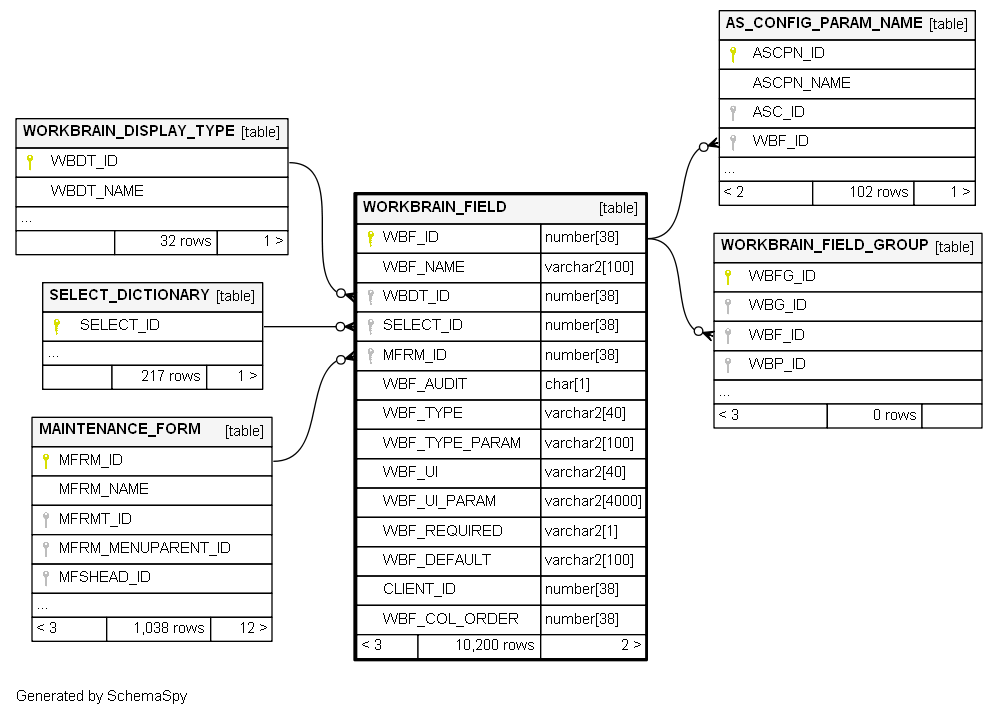 AS_CONFIG_PARAM_NAME [table]
ASCPN_ID
ASCPN_NAME
ASC_ID
WBF_ID
...
< 2 102 rows 1 >
WORKBRAIN_DISPLAY_TYPE [table]
WBDT_ID
WBDT_NAME
...
32 rows 1 >
SELECT_DICTIONARY [table]
SELECT_ID
...
217 rows 1 >
MAINTENANCE_FORM [table]
MFRM_ID
MFRM_NAME
MFRMT_ID
MFRM_MENUPARENT_ID
MFSHEAD_ID
...
< 3 1,038 rows 12 >
WORKBRAIN_FIELD [table]
WBF_ID number[38]
WBF_NAME varchar2[100]
WBDT_ID number[38]
SELECT_ID number[38]
MFRM_ID number[38]
WBF_AUDIT char[1]
WBF_TYPE varchar2[40]
WBF_TYPE_PARAM varchar2[100]
WBF_UI varchar2[40]
WBF_UI_PARAM varchar2[4000]
WBF_REQUIRED varchar2[1]
WBF_DEFAULT varchar2[100]
CLIENT_ID number[38]
WBF_COL_ORDER number[38]
< 3 10,200 rows 2 >
WORKBRAIN_FIELD_GROUP [table]
WBFG_ID
WBG_ID
WBF_ID
WBP_ID
...
< 3 0 rows
Generated by SchemaSpy